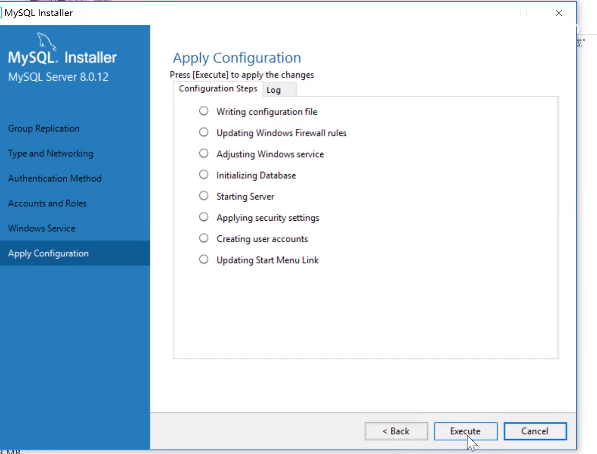 MySQL Installer
MySQL. Installer
MySQL Server 8.0.12
Group Replication
Type and Networking
Authentication Method
Accounts and Roles
Windows Service
Apply Configuration
Apply Configuration
Press [Execute] to apply the changes
Configuration Steps
Log
Writing configuration file
Updating Windows Firewall rules
Adjusting Windows service
Initializing Database
Starting Server
Applying security settings
Creating user accounts
Updating Start Menu Link
< Back
Execute
Cancel